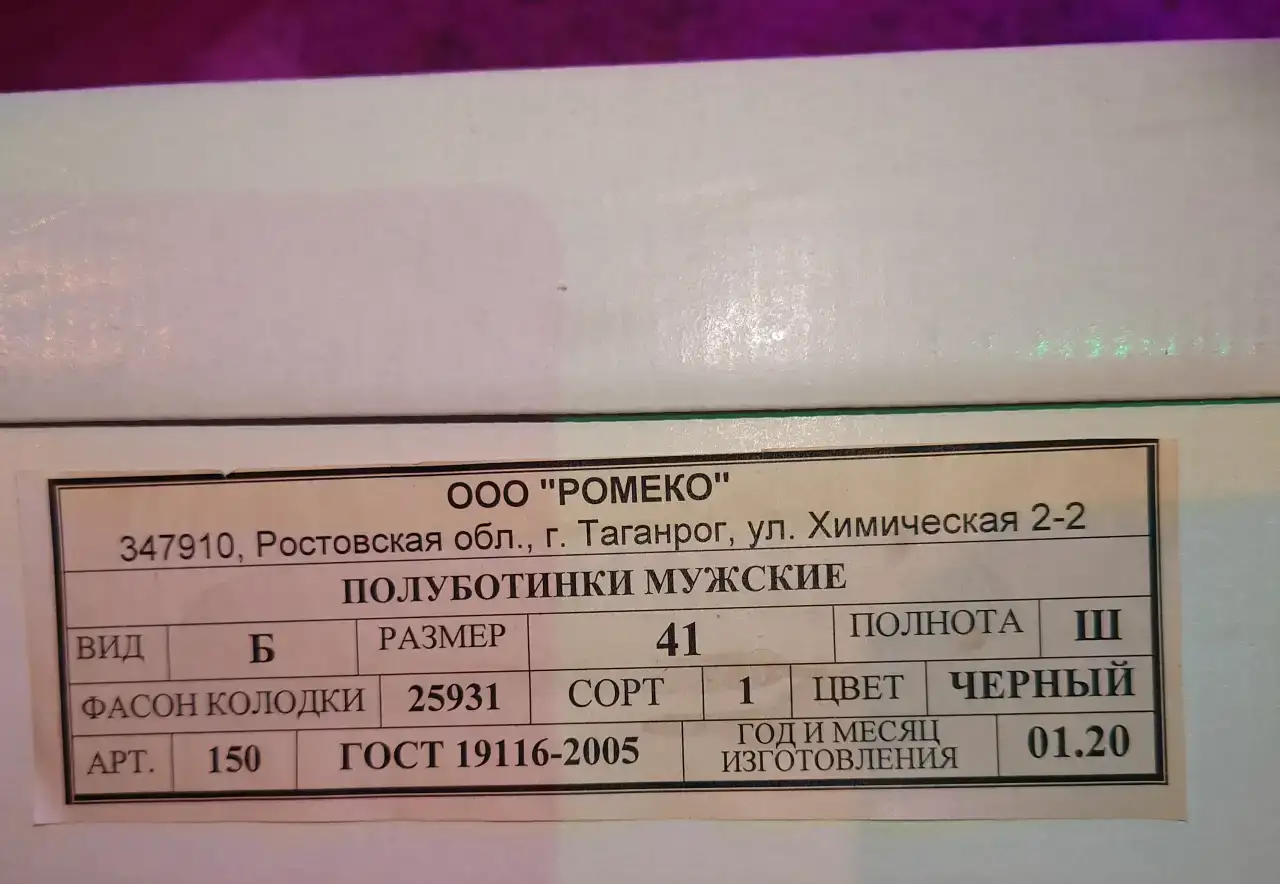 ООО "РОМЕКО"
347910, Ростовская обл., г. Таганрог, ул. Химическая 2-2
ПОЛУБОТИНКИ МУЖСКИЕ
ВИД Б РАЗМЕР 41 ПОЛНОТА Ш
ФАСОН КОЛОДКИ 25931 СОРТ 1 ЦВЕТ ЧЕРНЫЙ
АРТ. 150 ГОСТ 19116-2005 ГОД И МЕСЯЦ
ИЗГОТОВЛЕНИЯ 01.20